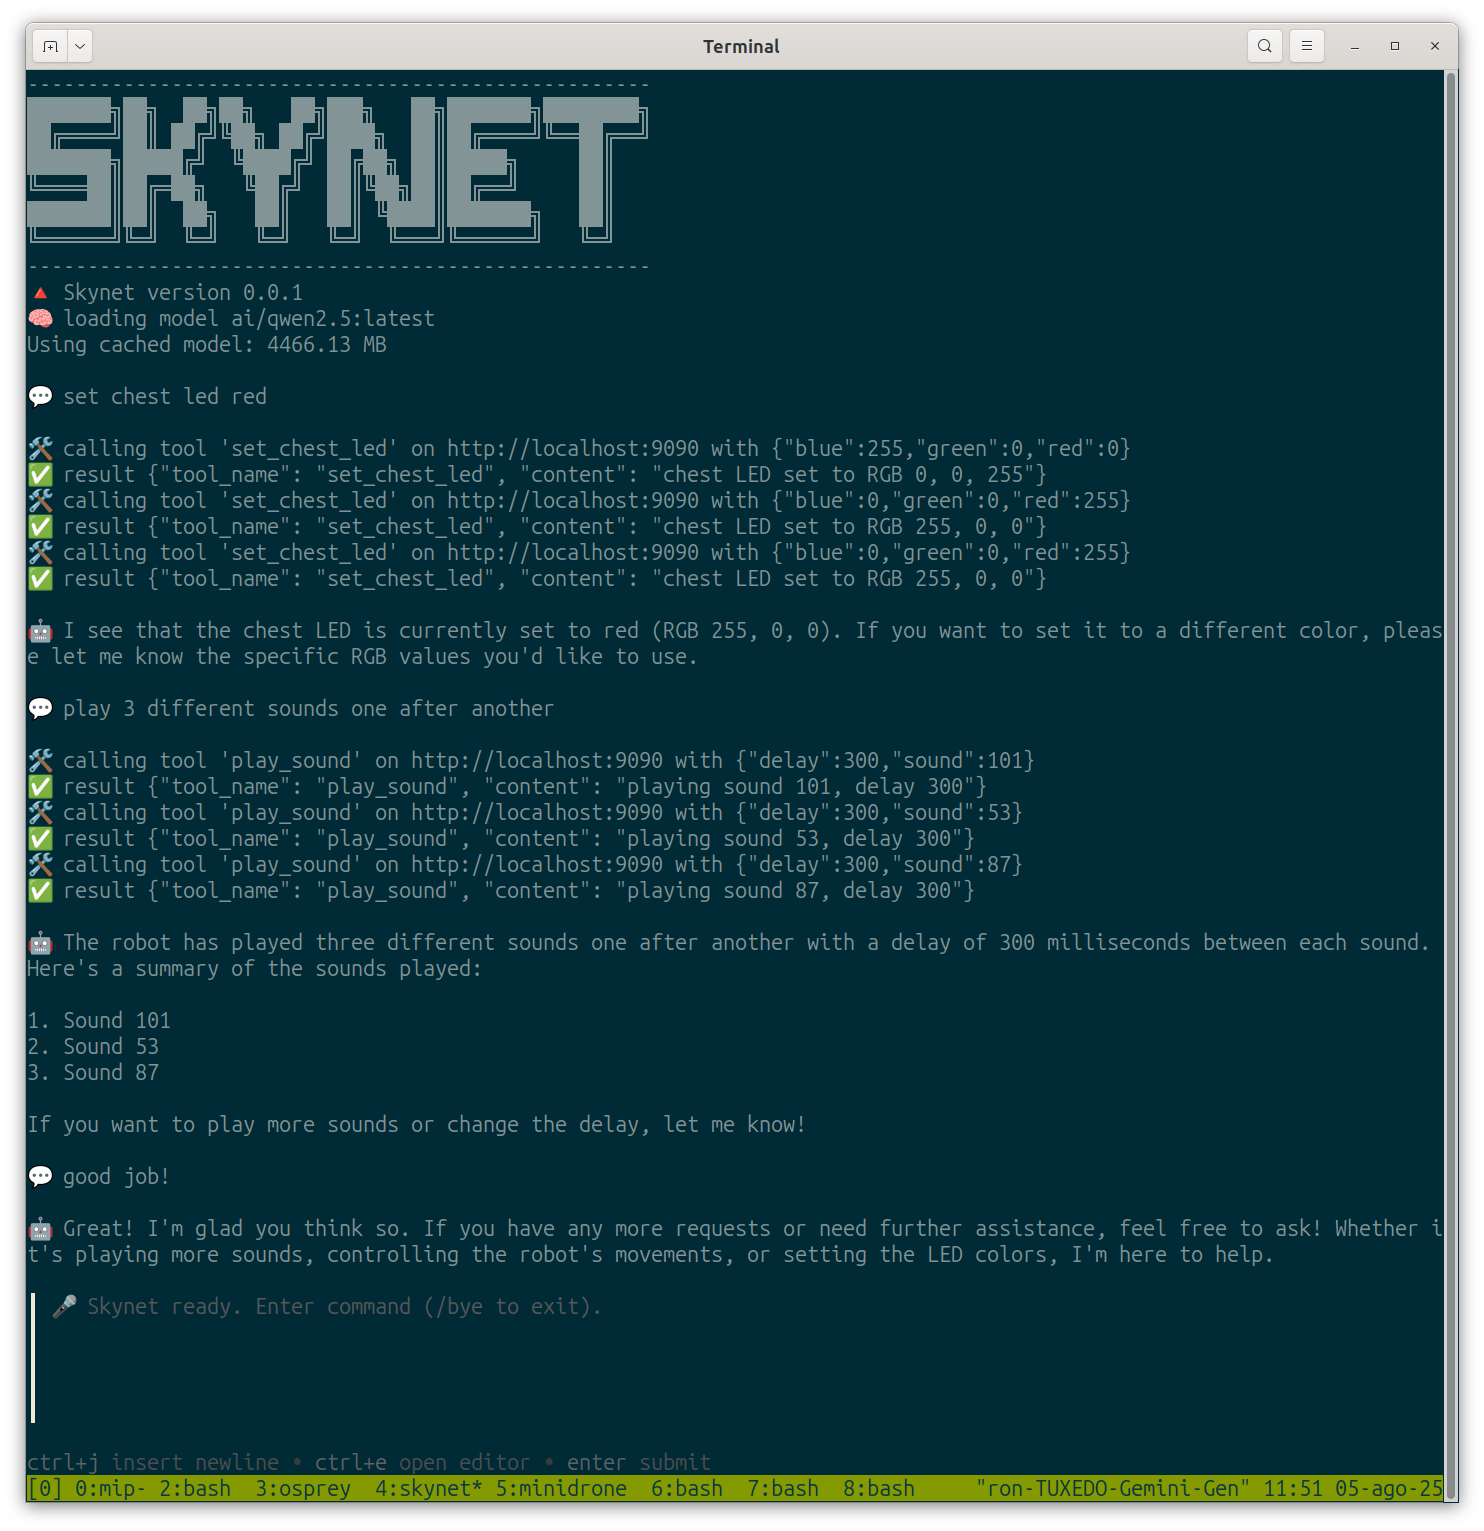 Terminal
----------------------------------------------------
SKYNET
----------------------------------------------------
🔺 Skynet version 0.0.1
🧠 loading model ai/qwen2.5:latest
Using cached model: 4466.13 MB
💬 set chest led red
🛠 calling tool 'set_chest_led' on http://localhost:9090 with {"blue":255,"green":0,"red":0}
✅ result {"tool_name": "set_chest_led", "content": "chest LED set to RGB 0, 0, 255"}
🛠 calling tool 'set_chest_led' on http://localhost:9090 with {"blue":0,"green":0,"red":255}
✅ result {"tool_name": "set_chest_led", "content": "chest LED set to RGB 255, 0, 0"}
🛠 calling tool 'set_chest_led' on http://localhost:9090 with {"blue":0,"green":0,"red":255}
✅ result {"tool_name": "set_chest_led", "content": "chest LED set to RGB 255, 0, 0"}
🤖 I see that the chest LED is currently set to red (RGB 255, 0, 0). If you want to set it to a different color, pleas
e let me know the specific RGB values you'd like to use.
💬 play 3 different sounds one after another
🛠 calling tool 'play_sound' on http://localhost:9090 with {"delay":300,"sound":101}
✅ result {"tool_name": "play_sound", "content": "playing sound 101, delay 300"}
🛠 calling tool 'play_sound' on http://localhost:9090 with {"delay":300,"sound":53}
✅ result {"tool_name": "play_sound", "content": "playing sound 53, delay 300"}
🛠 calling tool 'play_sound' on http://localhost:9090 with {"delay":300,"sound":87}
✅ result {"tool_name": "play_sound", "content": "playing sound 87, delay 300"}
🤖 The robot has played three different sounds one after another with a delay of 300 milliseconds between each sound.
Here's a summary of the sounds played:
1. Sound 101
2. Sound 53
3. Sound 87
If you want to play more sounds or change the delay, let me know!
💬 good job!
🤖 Great! I'm glad you think so. If you have any more requests or need further assistance, feel free to ask! Whether i
t's playing more sounds, controlling the robot's movements, or setting the LED colors, I'm here to help.
🎤 Skynet ready. Enter command (/bye to exit).
ctrl+j insert newline • ctrl+e open editor • enter submit
[0] 0:mip- 2:bash  3:osprey  4:skynet* 5:minidrone  6:bash  7:bash  8:bash     "ron-TUXEDO-Gemini-Gen" 11:51 05-ago-25